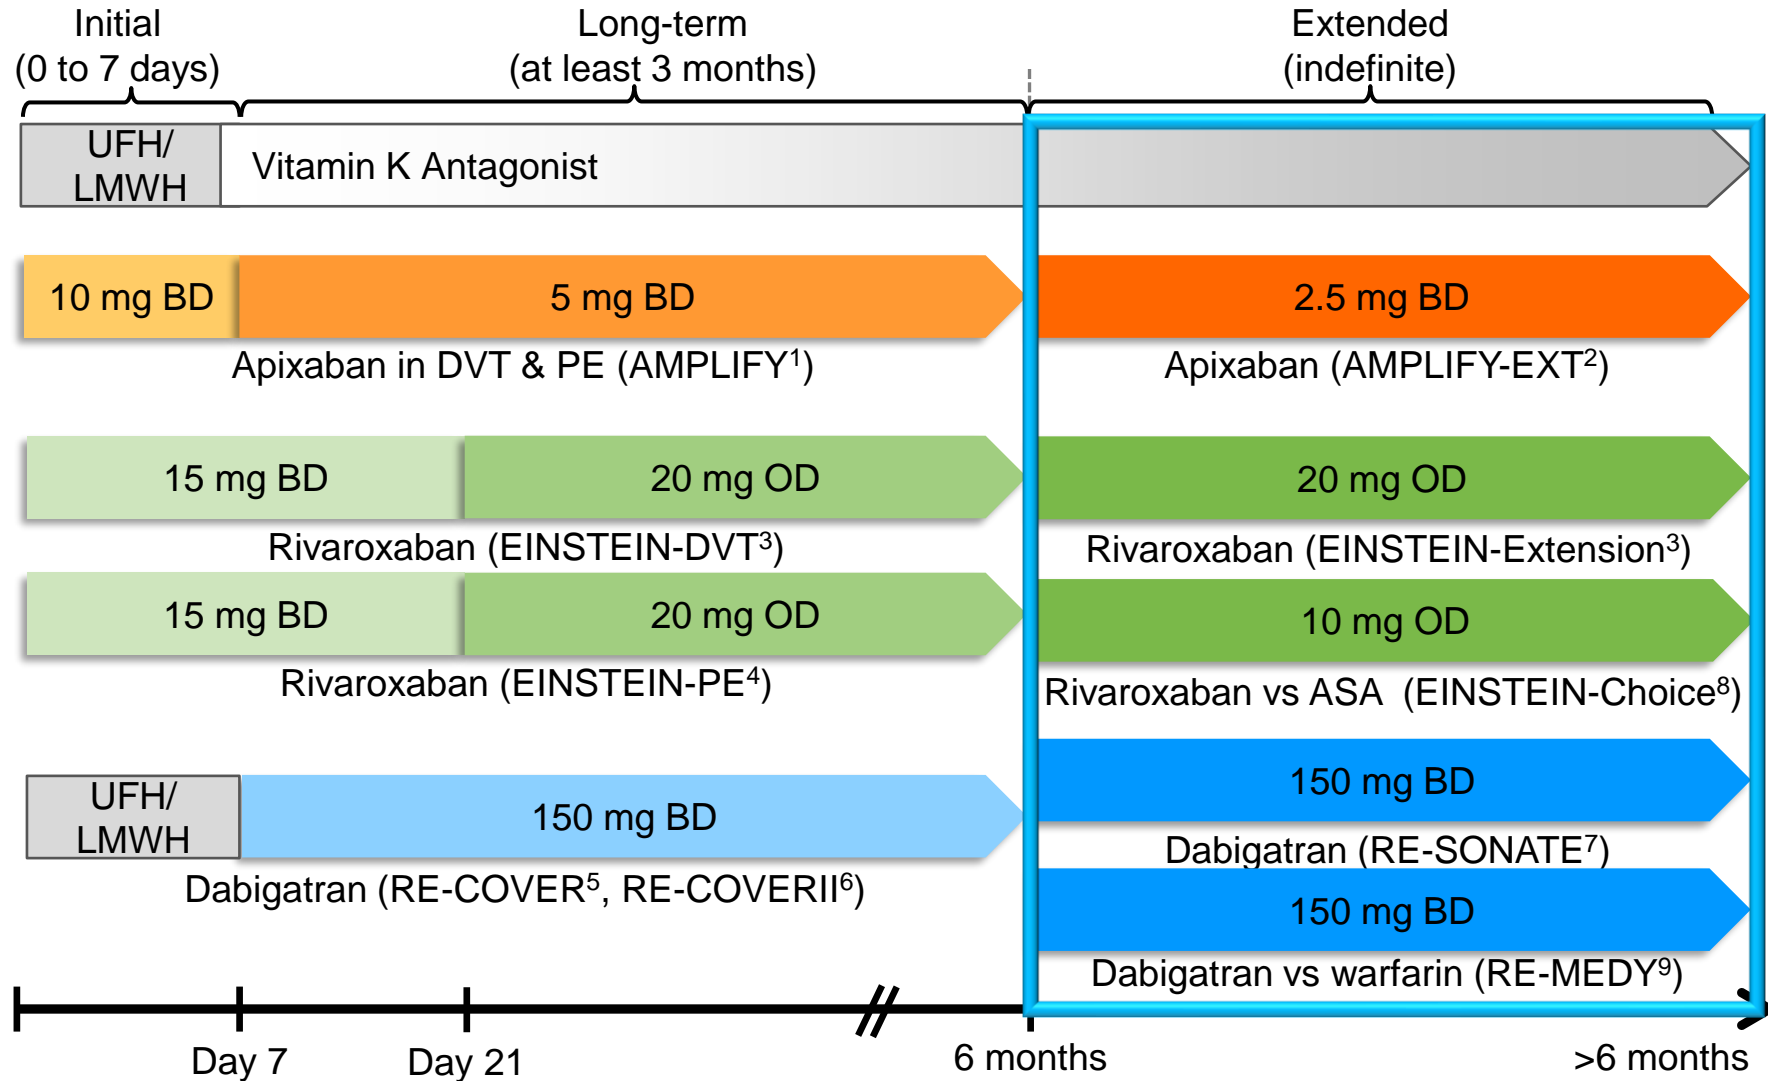 Initial
(0 to 7 days)
Long-term
(at least 3 months)
Extended
(indefinite)
UFH/
LMWH
Vitamin K Antagonist
10 mg BD
5 mg BD
2.5 mg BD
Apixaban in DVT & PE (AMPLIFY¹)
Apixaban (AMPLIFY-EXT²)
15 mg BD
20 mg OD
20 mg OD
Rivaroxaban (EINSTEIN-DVT³)
Rivaroxaban (EINSTEIN-Extension³)
15 mg BD
20 mg OD
10 mg OD
Rivaroxaban (EINSTEIN-PE⁴)
Rivaroxaban vs ASA (EINSTEIN-Choice⁸)
UFH/
LMWH
150 mg BD
150 mg BD
Dabigatran (RE-SONATE⁷)
Dabigatran (RE-COVER⁵, RE-COVERII⁶)
150 mg BD
Dabigatran vs warfarin (RE-MEDY⁹)
Day 7
Day 21
6 months
>6 months